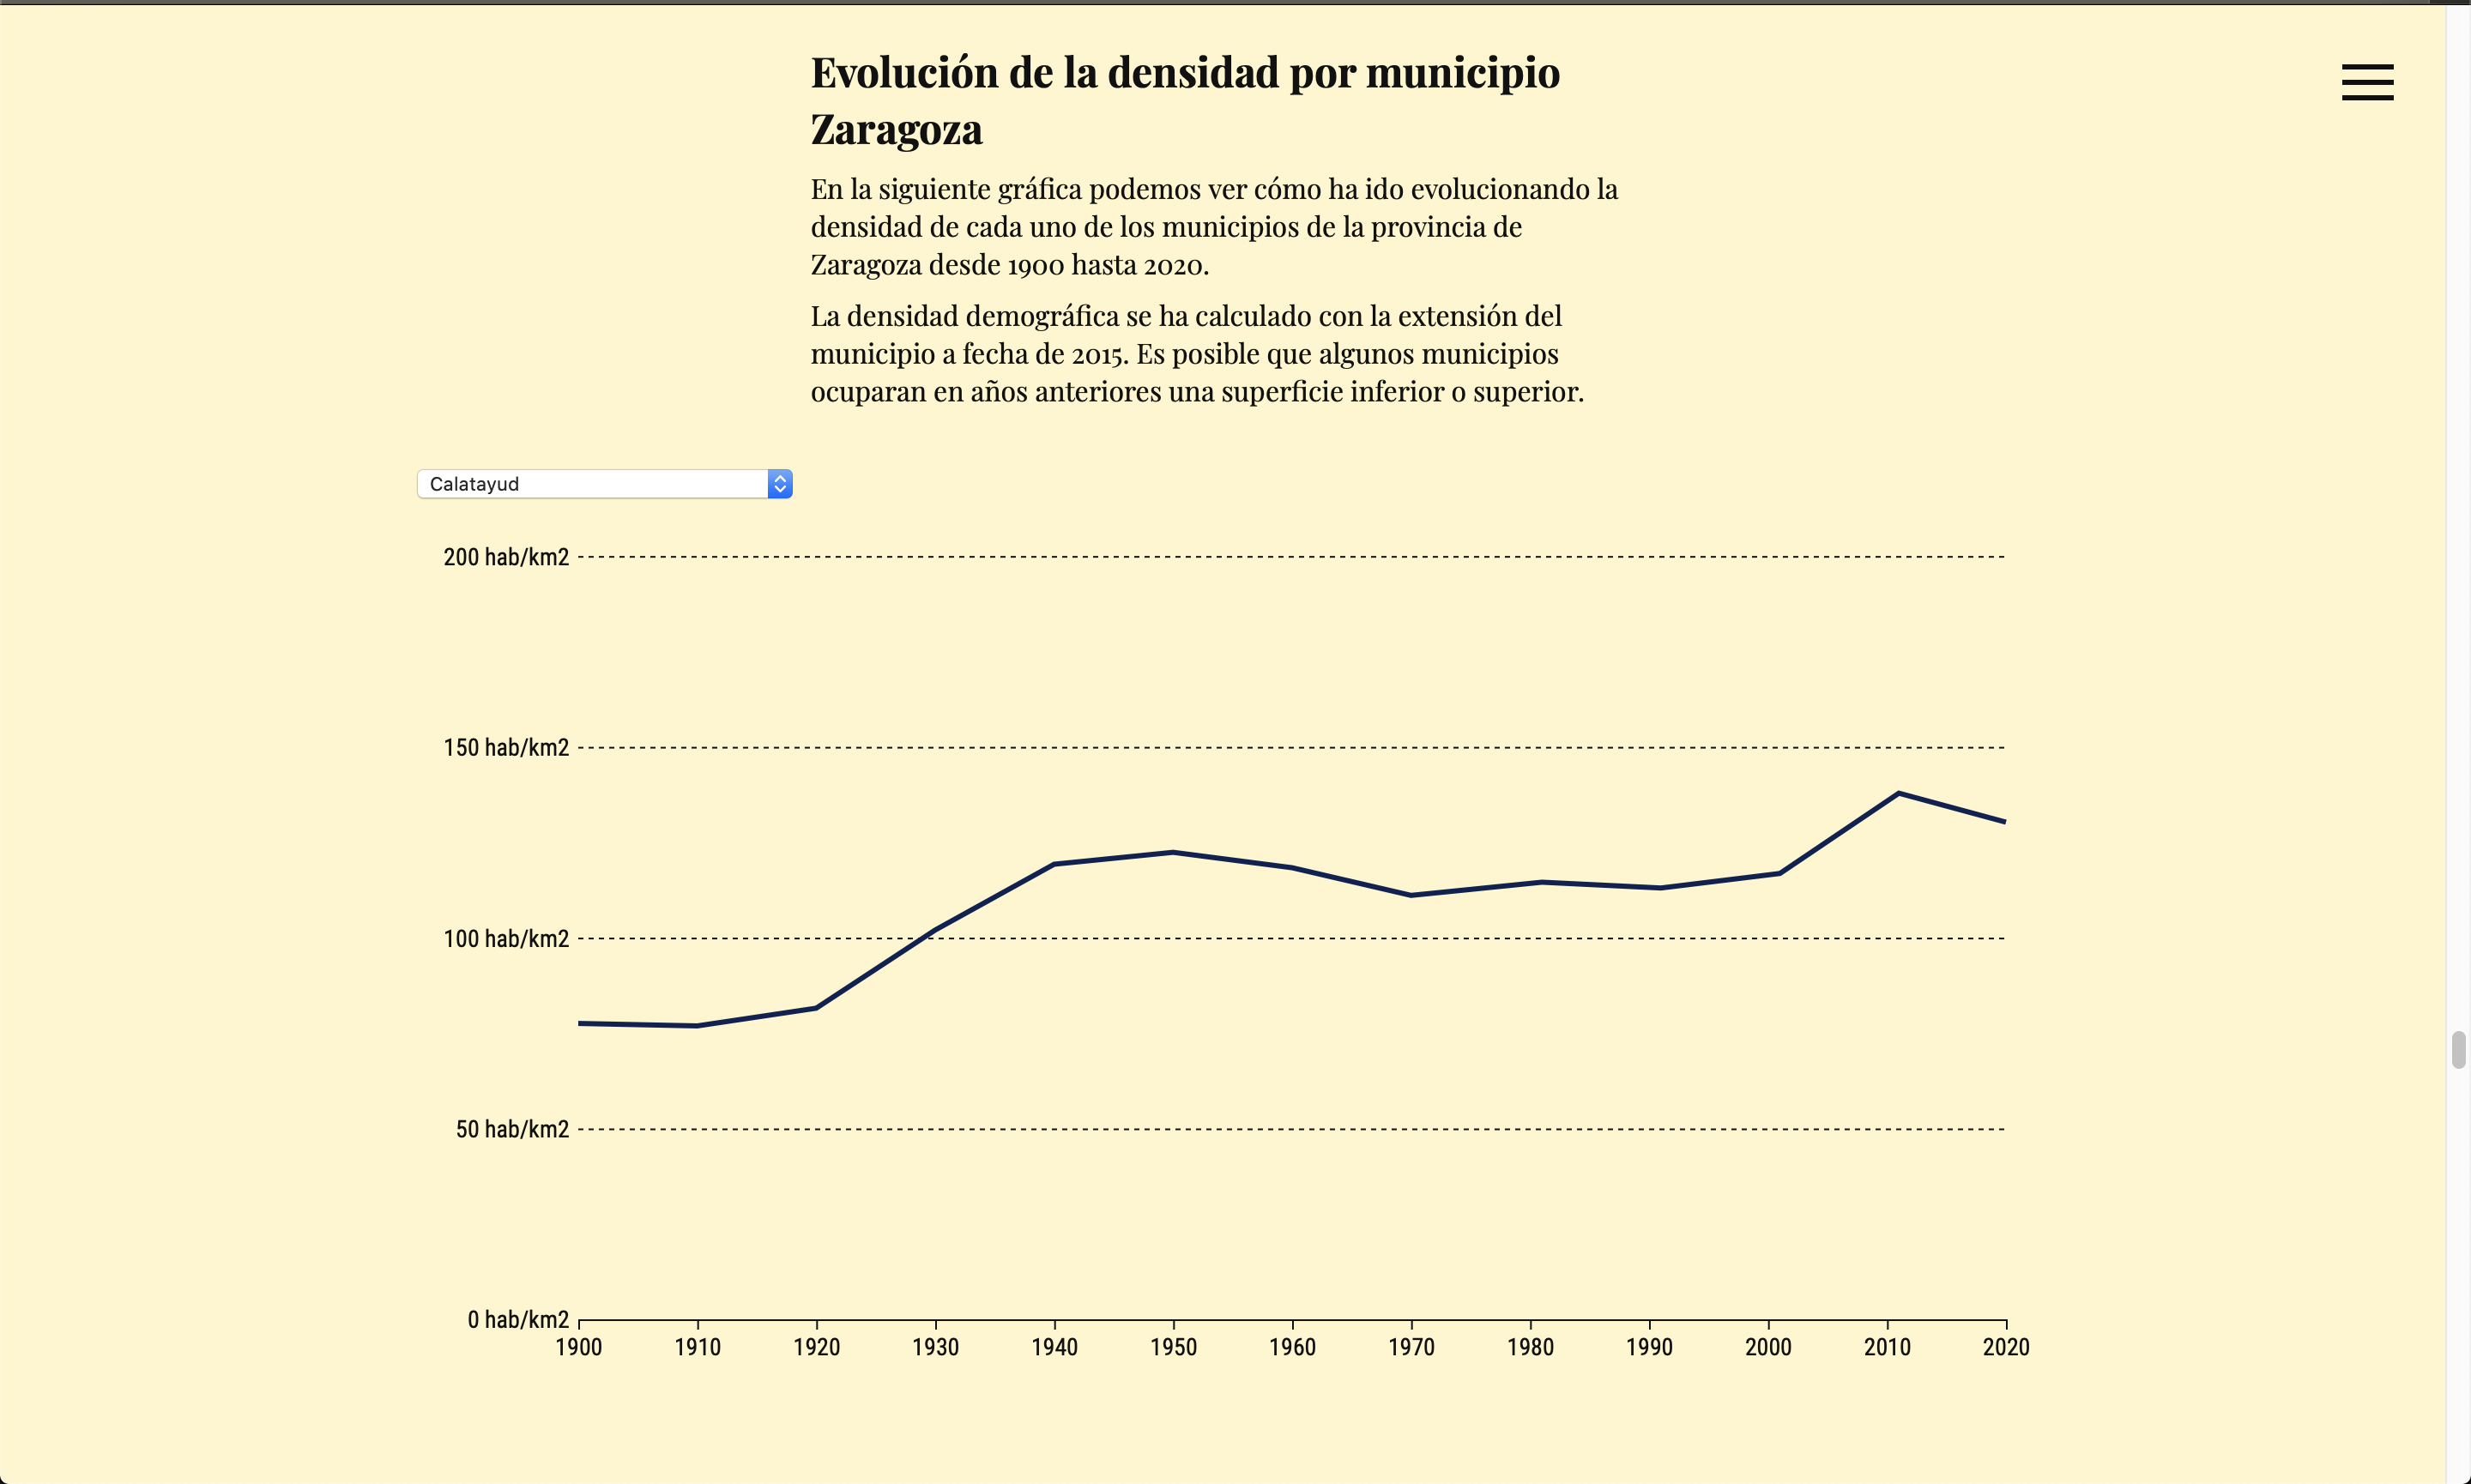 Evolución de la densidad por municipio
Zaragoza
En la siguiente gráfica podemos ver cómo ha ido evolucionando la
densidad de cada uno de los municipios de la provincia de
Zaragoza desde 1900 hasta 2020.
La densidad demográfica se ha calculado con la extensión del
municipio a fecha de 2015. Es posible que algunos municipios
ocuparan en años anteriores una superficie inferior o superior.
Calatayud
200 hab/km2
150 hab/km2
100 hab/km2
50 hab/km2
0 hab/km2
1900 1910 1920 1930 1940 1950 1960 1970 1980 1990 2000 2010 2020